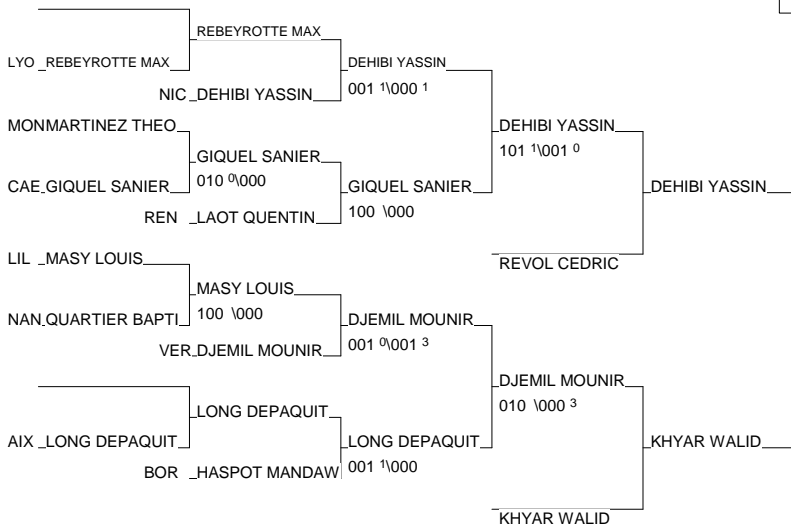 REBEYROTTE MAX
LYO REBEYROTTE MAX
DEHIBI YASSIN
001 1\000 1
NIC DEHIBI YASSIN
MONMARTINEZ THEO
DEHIBI YASSIN
101 1\001 0
GIQUEL SANIER
010 0\000
CAE GIQUEL SANIER
GIQUEL SANIER
100 \000
DEHIBI YASSIN
REN LAOT QUENTIN
LIL MASY LOUIS
REVOL CEDRIC
MASY LOUIS
100 \000
NAN QUARTIER BAPTI
DJEMIL MOUNIR
001 0\001 3
VER DJEMIL MOUNIR
DJEMIL MOUNIR
010 \000 3
LONG DEPAQUIT
AIX LONG DEPAQUIT
LONG DEPAQUIT
001 1\000
KHYAR WALID
BOR HASPOT MANDAW
KHYAR WALID